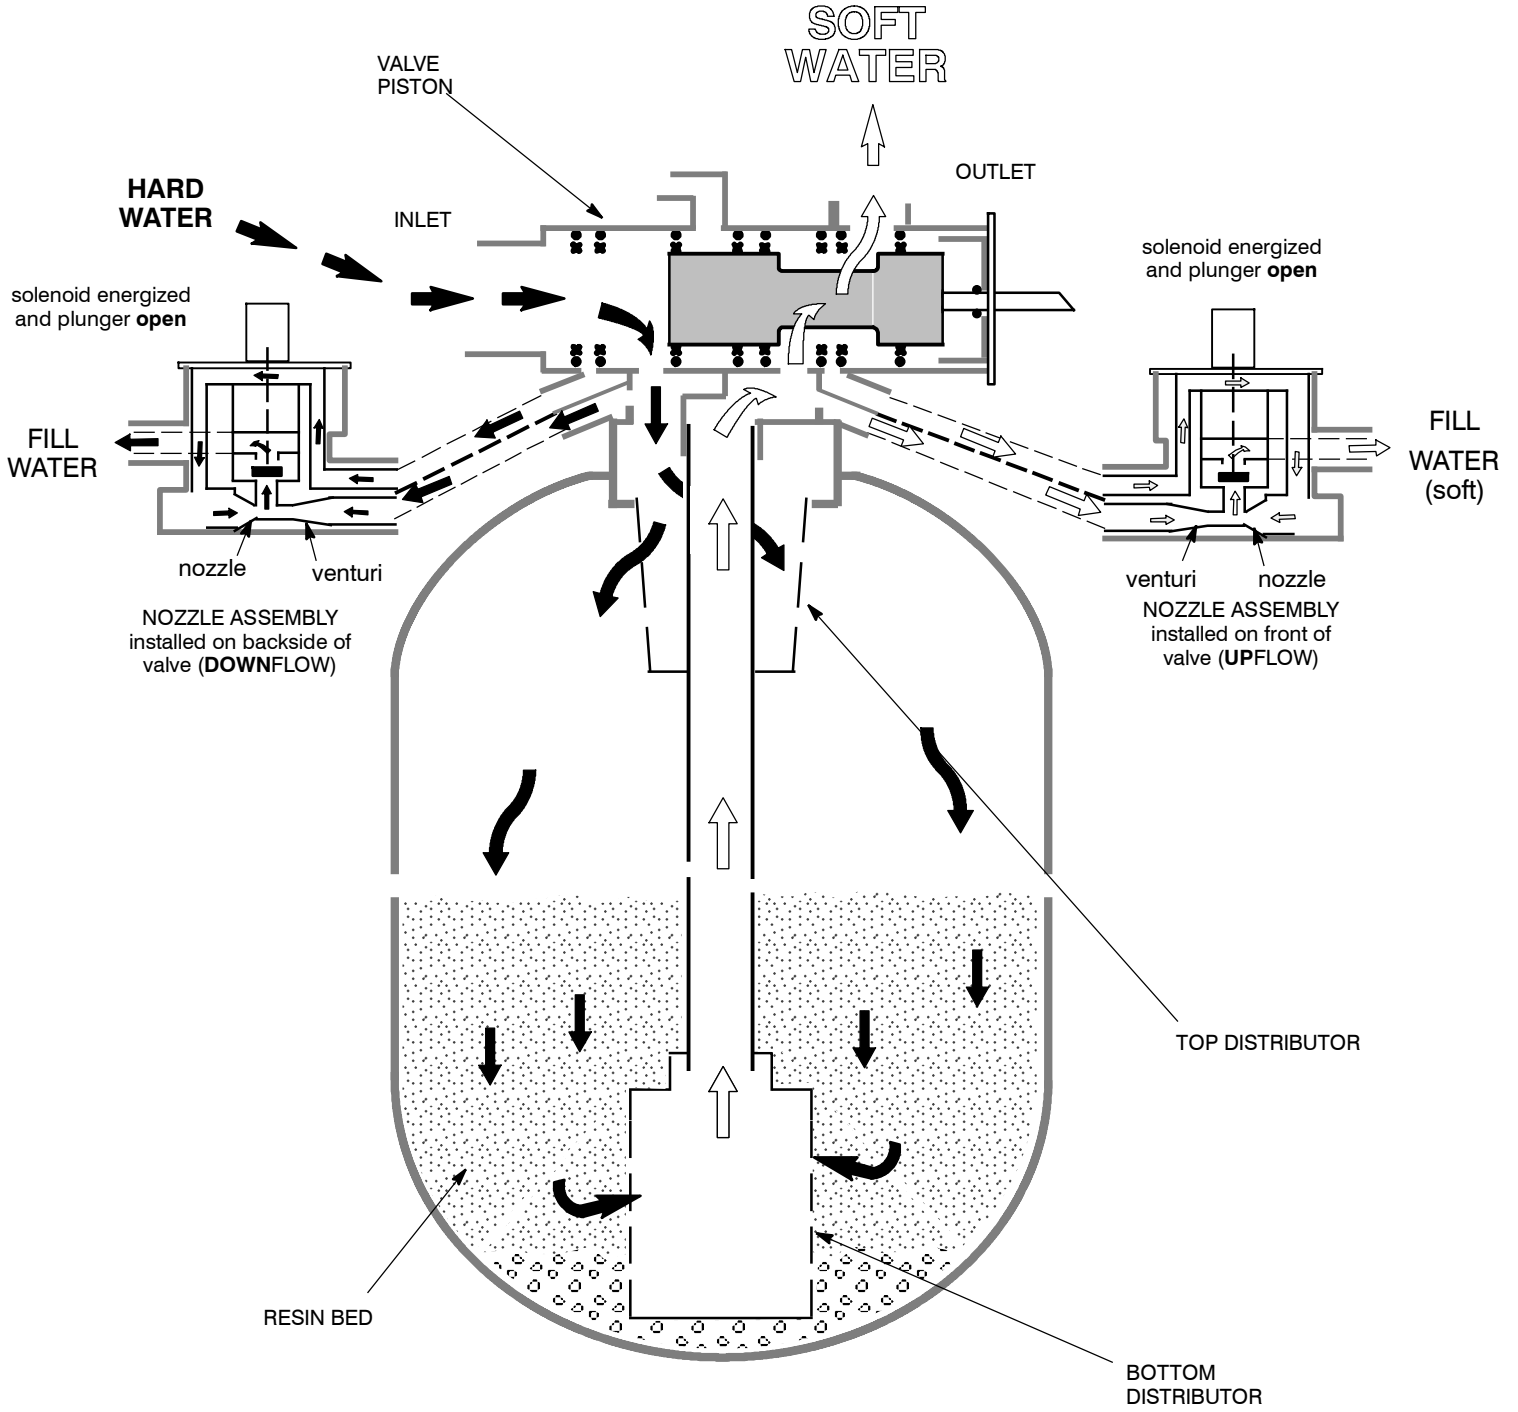 SOFT
WATER
VALVE
PISTON
OUTLET
HARD
WATER
INLET
solenoid energized
and plunger open
solenoid energized
and plunger open
FILL
WATER
FILL
WATER
(soft)
nozzle
venturi
venturi
nozzle
NOZZLE ASSEMBLY
installed on backside of
valve (DOWNFLOW)
NOZZLE ASSEMBLY
installed on front of
valve (UPFLOW)
TOP DISTRIBUTOR
RESIN BED
BOTTOM
DISTRIBUTOR